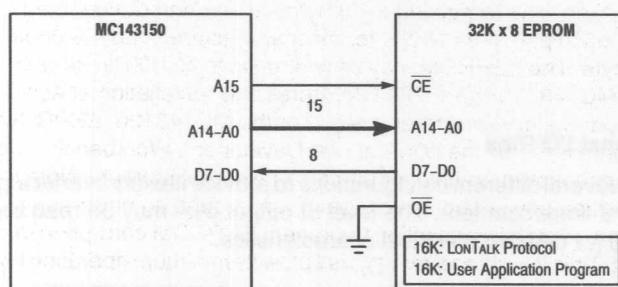 MC143150
32K x 8 EPROM
A15
CE
15
A14–A0
A14–A0
8
D7–D0
D7–D0
OE
16K: LONTALK Protocol
16K: User Application Program